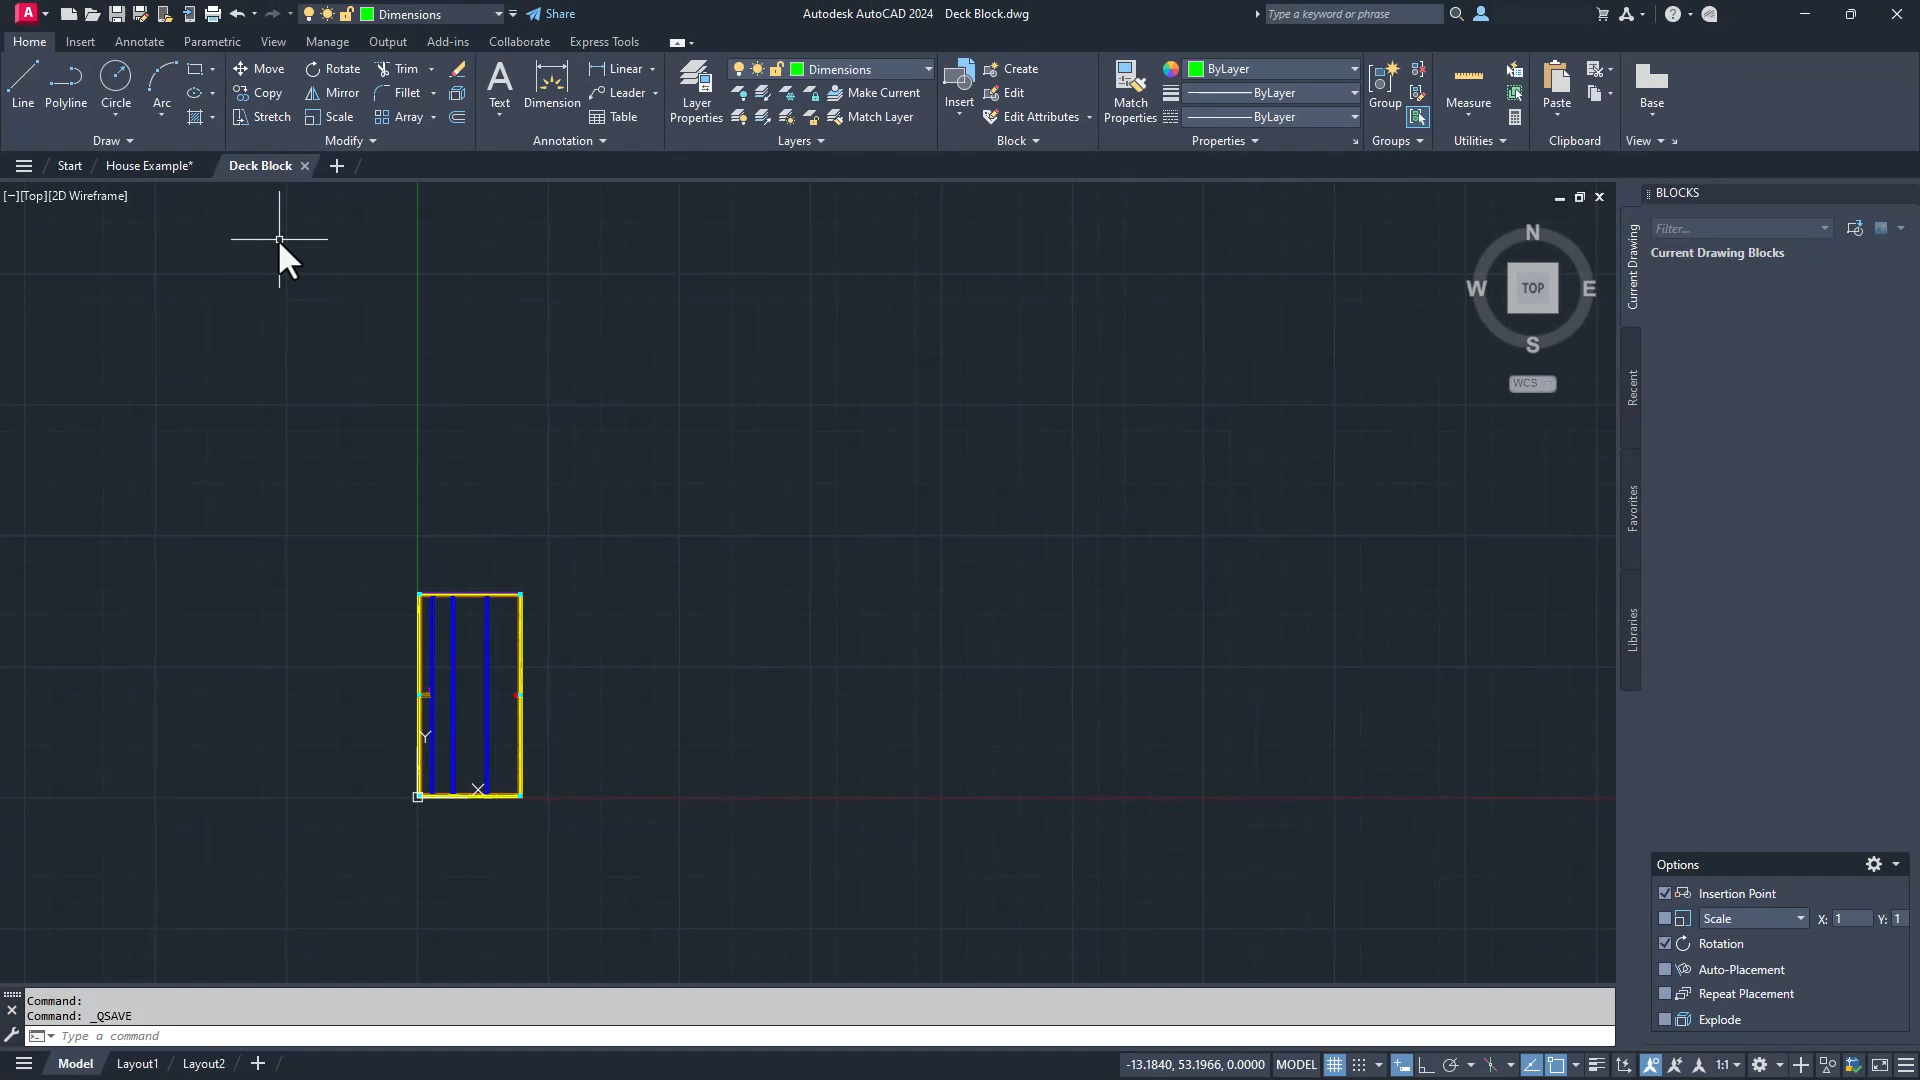 A Dimensions Share Autodesk AutoCAD 2024 Deck Block.dwg Type a keyword or phrase
Home Insert Annotate Parametric View Manage Output Add-ins Collaborate Express Tools
Move Rotate Trim Linear Dimensions Create ByLayer
Copy Mirror Fillet Leader Make Current Edit ByLayer
Line Polyline Circle Arc Text Dimension Layer Properties Insert Match Properties Group Measure Paste Base
Stretch Scale Array Table Match Layer Edit Attributes ByLayer
Draw Modify Annotation Layers Block Properties Groups Utilities Clipboard View
Start House Example* Deck Block
[−][Top][2D Wireframe]
BLOCKS
Filter...
Current Drawing Blocks
Current Drawing
Recent
Favorites
Libraries
N
W TOP E
S
WCS
Y
X
Options
Insertion Point
Scale X: 1 Y: 1
Rotation
Auto-Placement
Repeat Placement
Explode
Command:
Command: _QSAVE
Type a command
Model Layout1 Layout2 -13.1840, 53.1966, 0.0000 MODEL 1:1